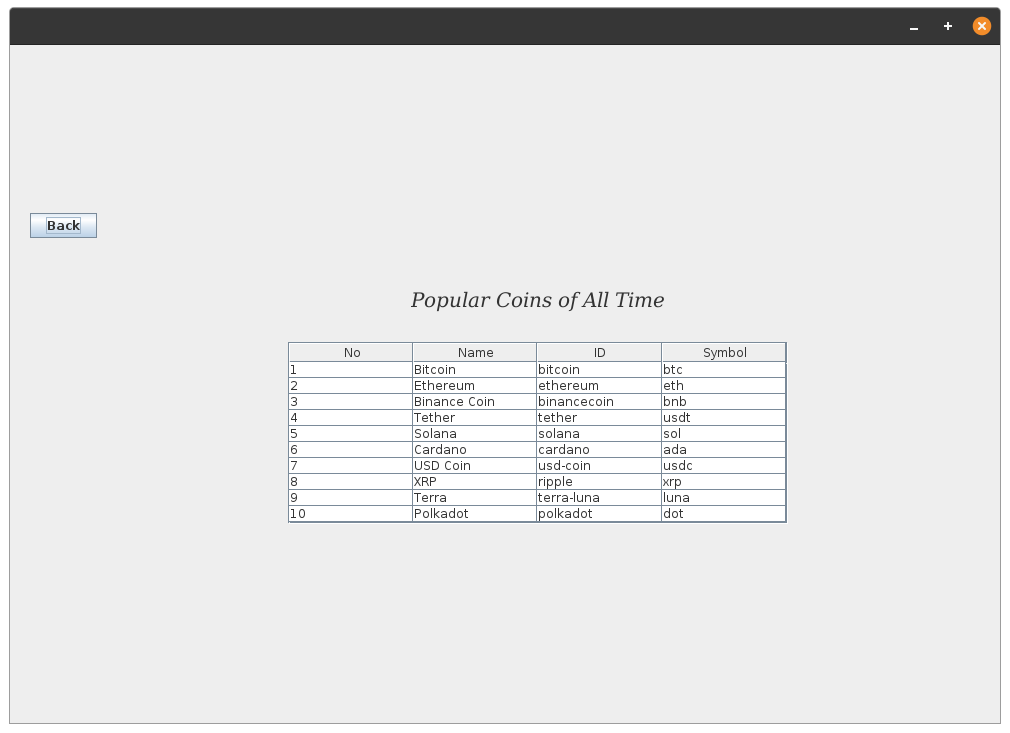 Back
Popular Coins of All Time
No Name ID Symbol
1 Bitcoin bitcoin btc
2 Ethereum ethereum eth
3 Binance Coin binancecoin bnb
4 Tether tether usdt
5 Solana solana sol
6 Cardano cardano ada
7 USD Coin usd-coin usdc
8 XRP ripple xrp
9 Terra terra-luna luna
10 Polkadot polkadot dot